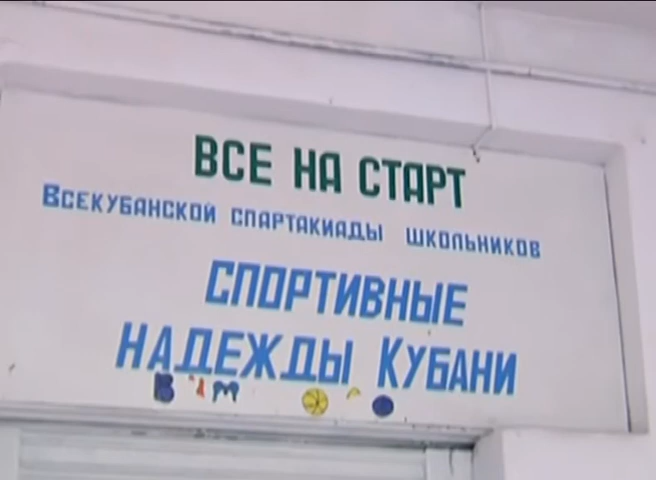 ВСЕ НА СТАРТ
ВСЕКУБАНСКОЙ СПАРТАКИАДЫ ШКОЛЬНИКОВ
СПОРТИВНЫЕ
НАДЕЖДЫ КУБАНИ